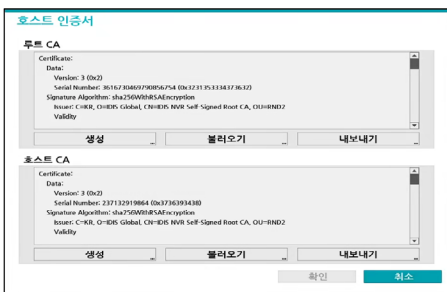 호스트 인증서
루트 CA
Certificate:
Data:
Version: 3 (0x2)
Serial Number: 3616730469790856754 (0x3231353334373632)
Signature Algorithm: sha256WithRSAEncryption
Issuer: C=KR, O=IDIS Global, CN=IDIS NVR Self-Signed Root CA, OU=RND2
Validity
생성 ...
불러오기 ...
내보내기 ...
호스트 CA
Certificate:
Data:
Version: 3 (0x2)
Serial Number: 237132919864 (0x3736393438)
Signature Algorithm: sha256WithRSAEncryption
Issuer: C=KR, O=IDIS Global, CN=IDIS NVR Self-Signed Root CA, OU=RND2
Validity
생성 ...
불러오기 ...
내보내기 ...
확인
취소